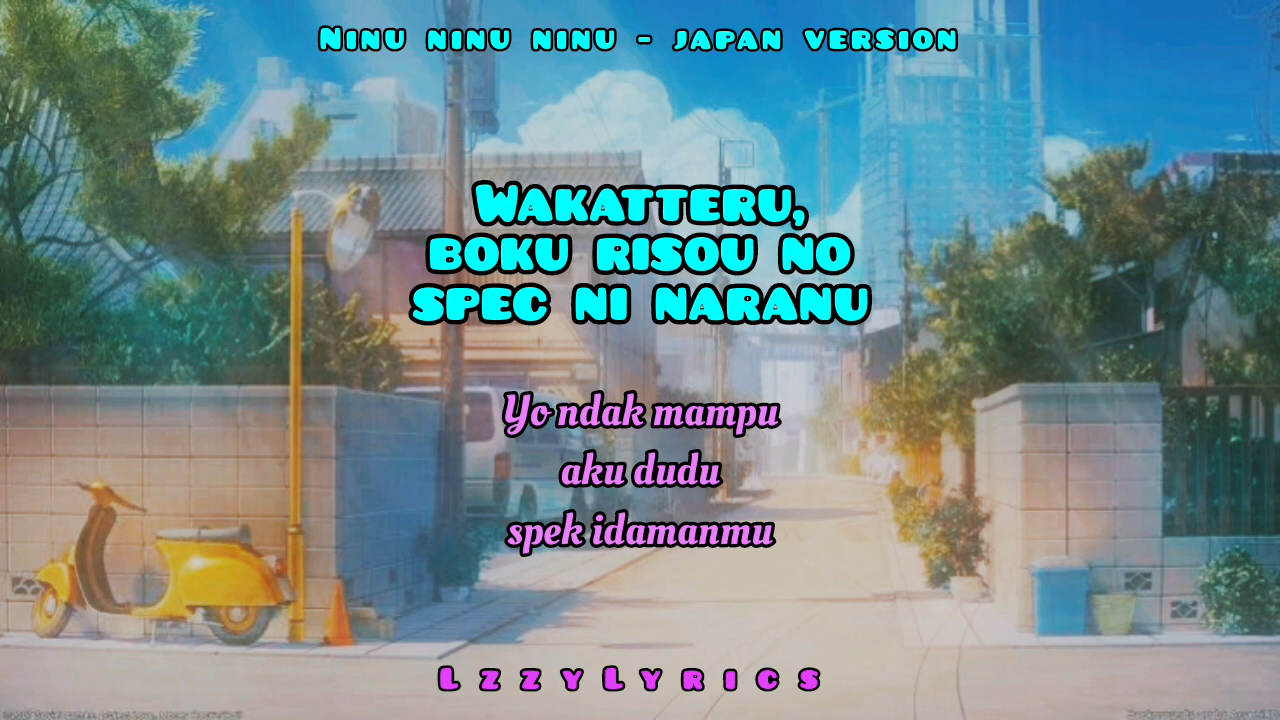 Ninu ninu ninu - japan version
Wakatteru,
boku risou no
spec ni naranu
Yo ndak mampu
aku dudu
spek idamanmu
LzzyLyrics